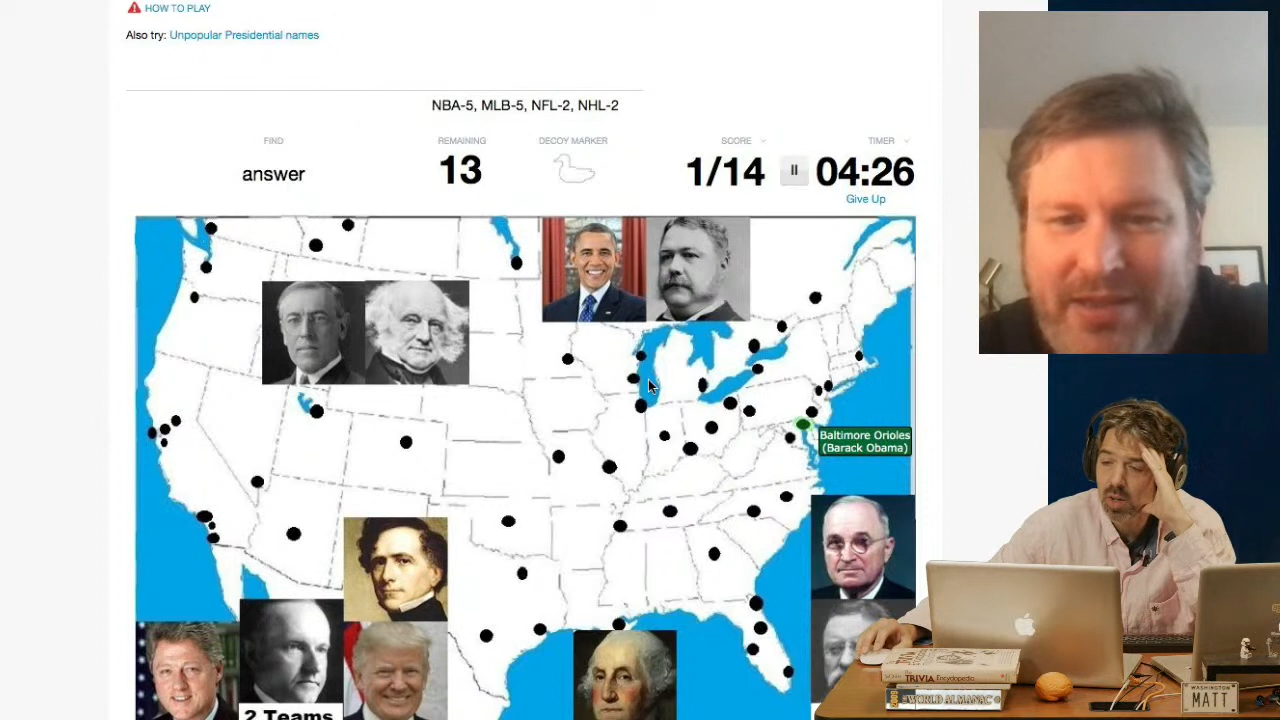 HOW TO PLAY
Also try: Unpopular Presidential names
NBA-5, MLB-5, NFL-2, NHL-2
FIND
REMAINING
DECOY MARKER
SCORE
TIMER
answer
13
1/14
04:26
Give Up
Baltimore Orioles
(Barack Obama)
2 Teams
TRIVIA Encyclopedia
WORLD ALMANAC
WASHINGTON
MATT